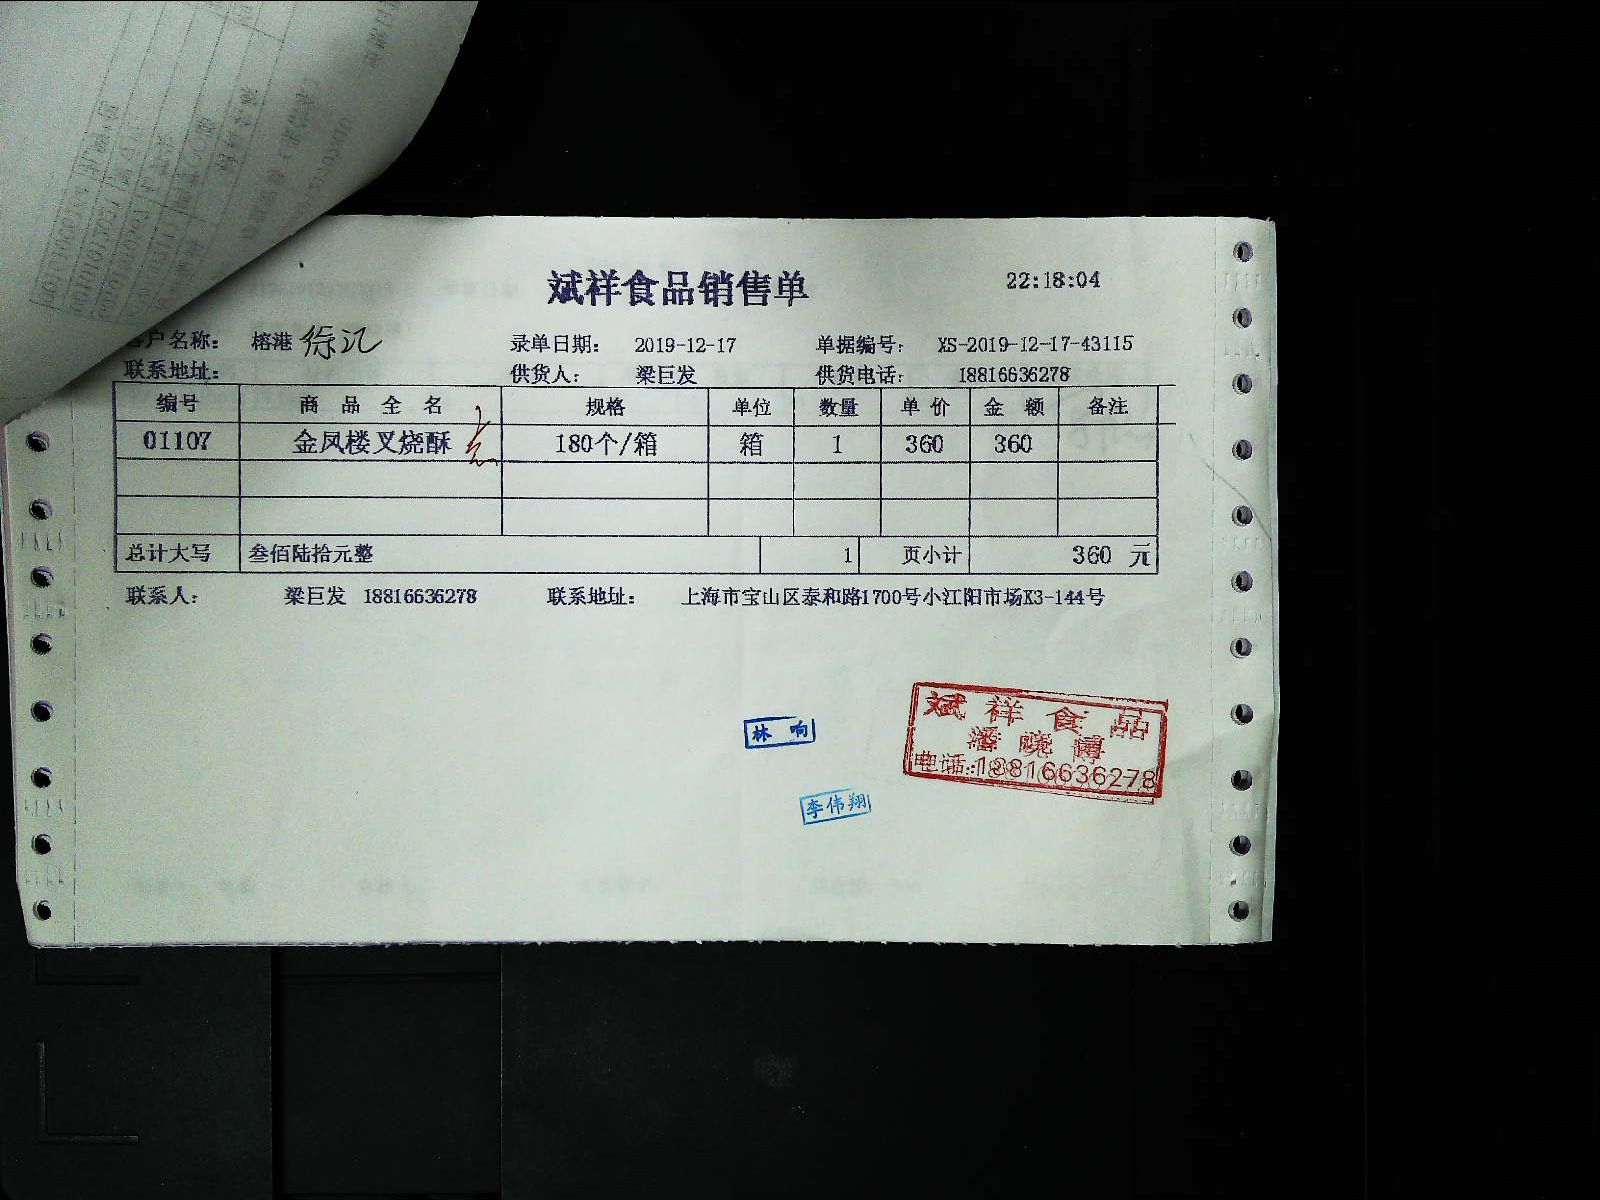 斌祥食品销售单 22:18:04
客户名称： 榕港 徐汇 录单日期： 2019-12-17 单据编号： XS-2019-12-17-43115
联系地址： 供货人： 梁巨发 供货电话： 18816636278
编号 商品全名 规格 单位 数量 单价 金额 备注
01107 金凤楼叉烧酥 180个/箱 箱 1 360 360
总计大写 叁佰陆拾元整 1 页小计 360 元
联系人： 梁巨发 18816636278 联系地址： 上海市宝山区泰和路1700号小江阳市场X3-144号
斌祥食品
潘晓博
电话:18816636278
林响
李伟翔